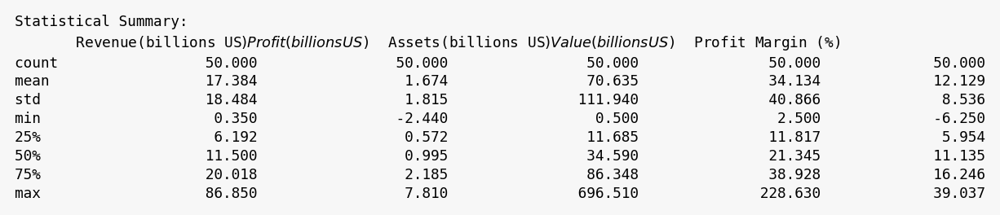 Statistical Summary:
Revenue(billions US)Profit(billionsUS) Assets(billions US)Value(billionsUS) Profit Margin (%)
count 50.000 50.000 50.000 50.000 50.000
mean 17.384 1.674 70.635 34.134 12.129
std 18.484 1.815 111.940 40.866 8.536
min 0.350 -2.440 0.500 2.500 -6.250
25% 6.192 0.572 11.685 11.817 5.954
50% 11.500 0.995 34.590 21.345 11.135
75% 20.018 2.185 86.348 38.928 16.246
max 86.850 7.810 696.510 228.630 39.037